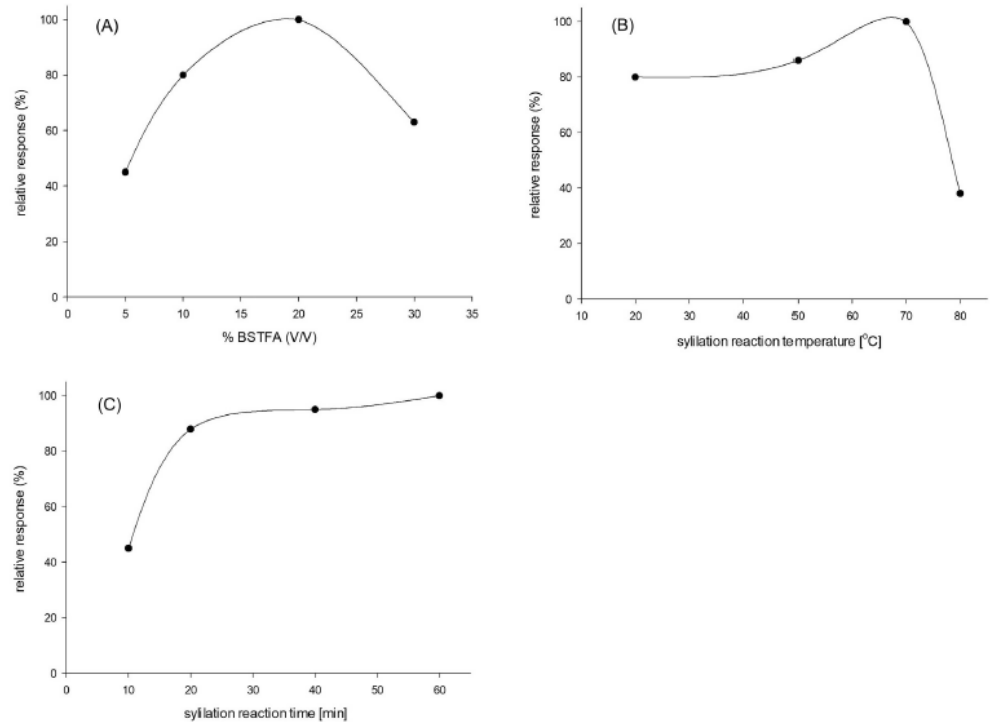 (A)
relative response (%)
100
80
60
40
20
0
0 5 10 15 20 25 30 35
% BSTFA (V/V)
(B)
relative response (%)
100
80
60
40
20
0
10 20 30 40 50 60 70 80
sylilation reaction temperature [°C]
(C)
relative response (%)
100
80
60
40
20
0
0 10 20 30 40 50 60
sylilation reaction time [min]